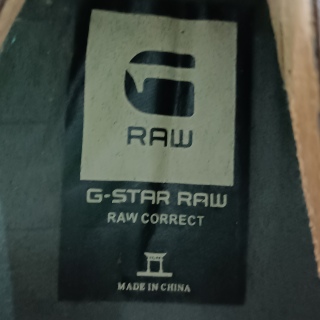 G
RAW
G-STAR RAW
RAW CORRECT
MADE IN CHINA